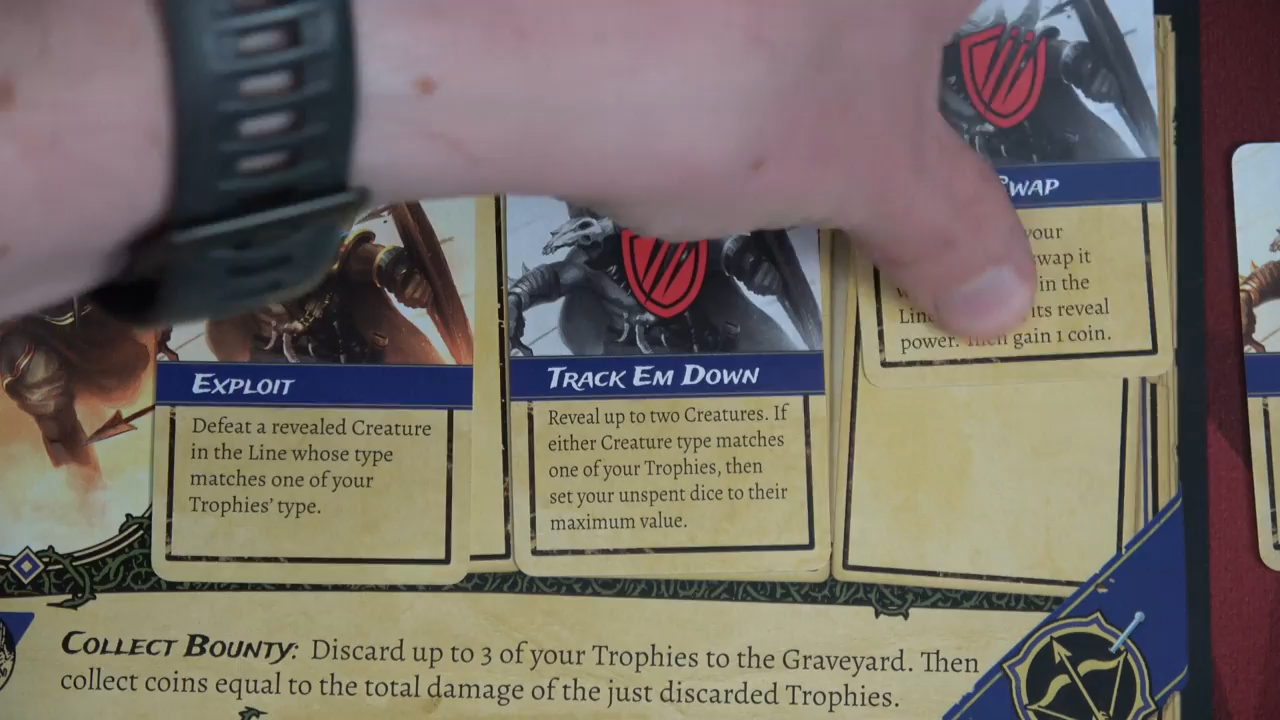 EXPLOIT
Defeat a revealed Creature
in the Line whose type
matches one of your
Trophies' type.
TRACK EM DOWN
Reveal up to two Creatures. If
either Creature type matches
one of your Trophies, then
set your unspent dice to their
maximum value.
SWAP
your
swap it
in the
its reveal
power. Then gain 1 coin.
COLLECT BOUNTY: Discard up to 3 of your Trophies to the Graveyard. Then
collect coins equal to the total damage of the just discarded Trophies.